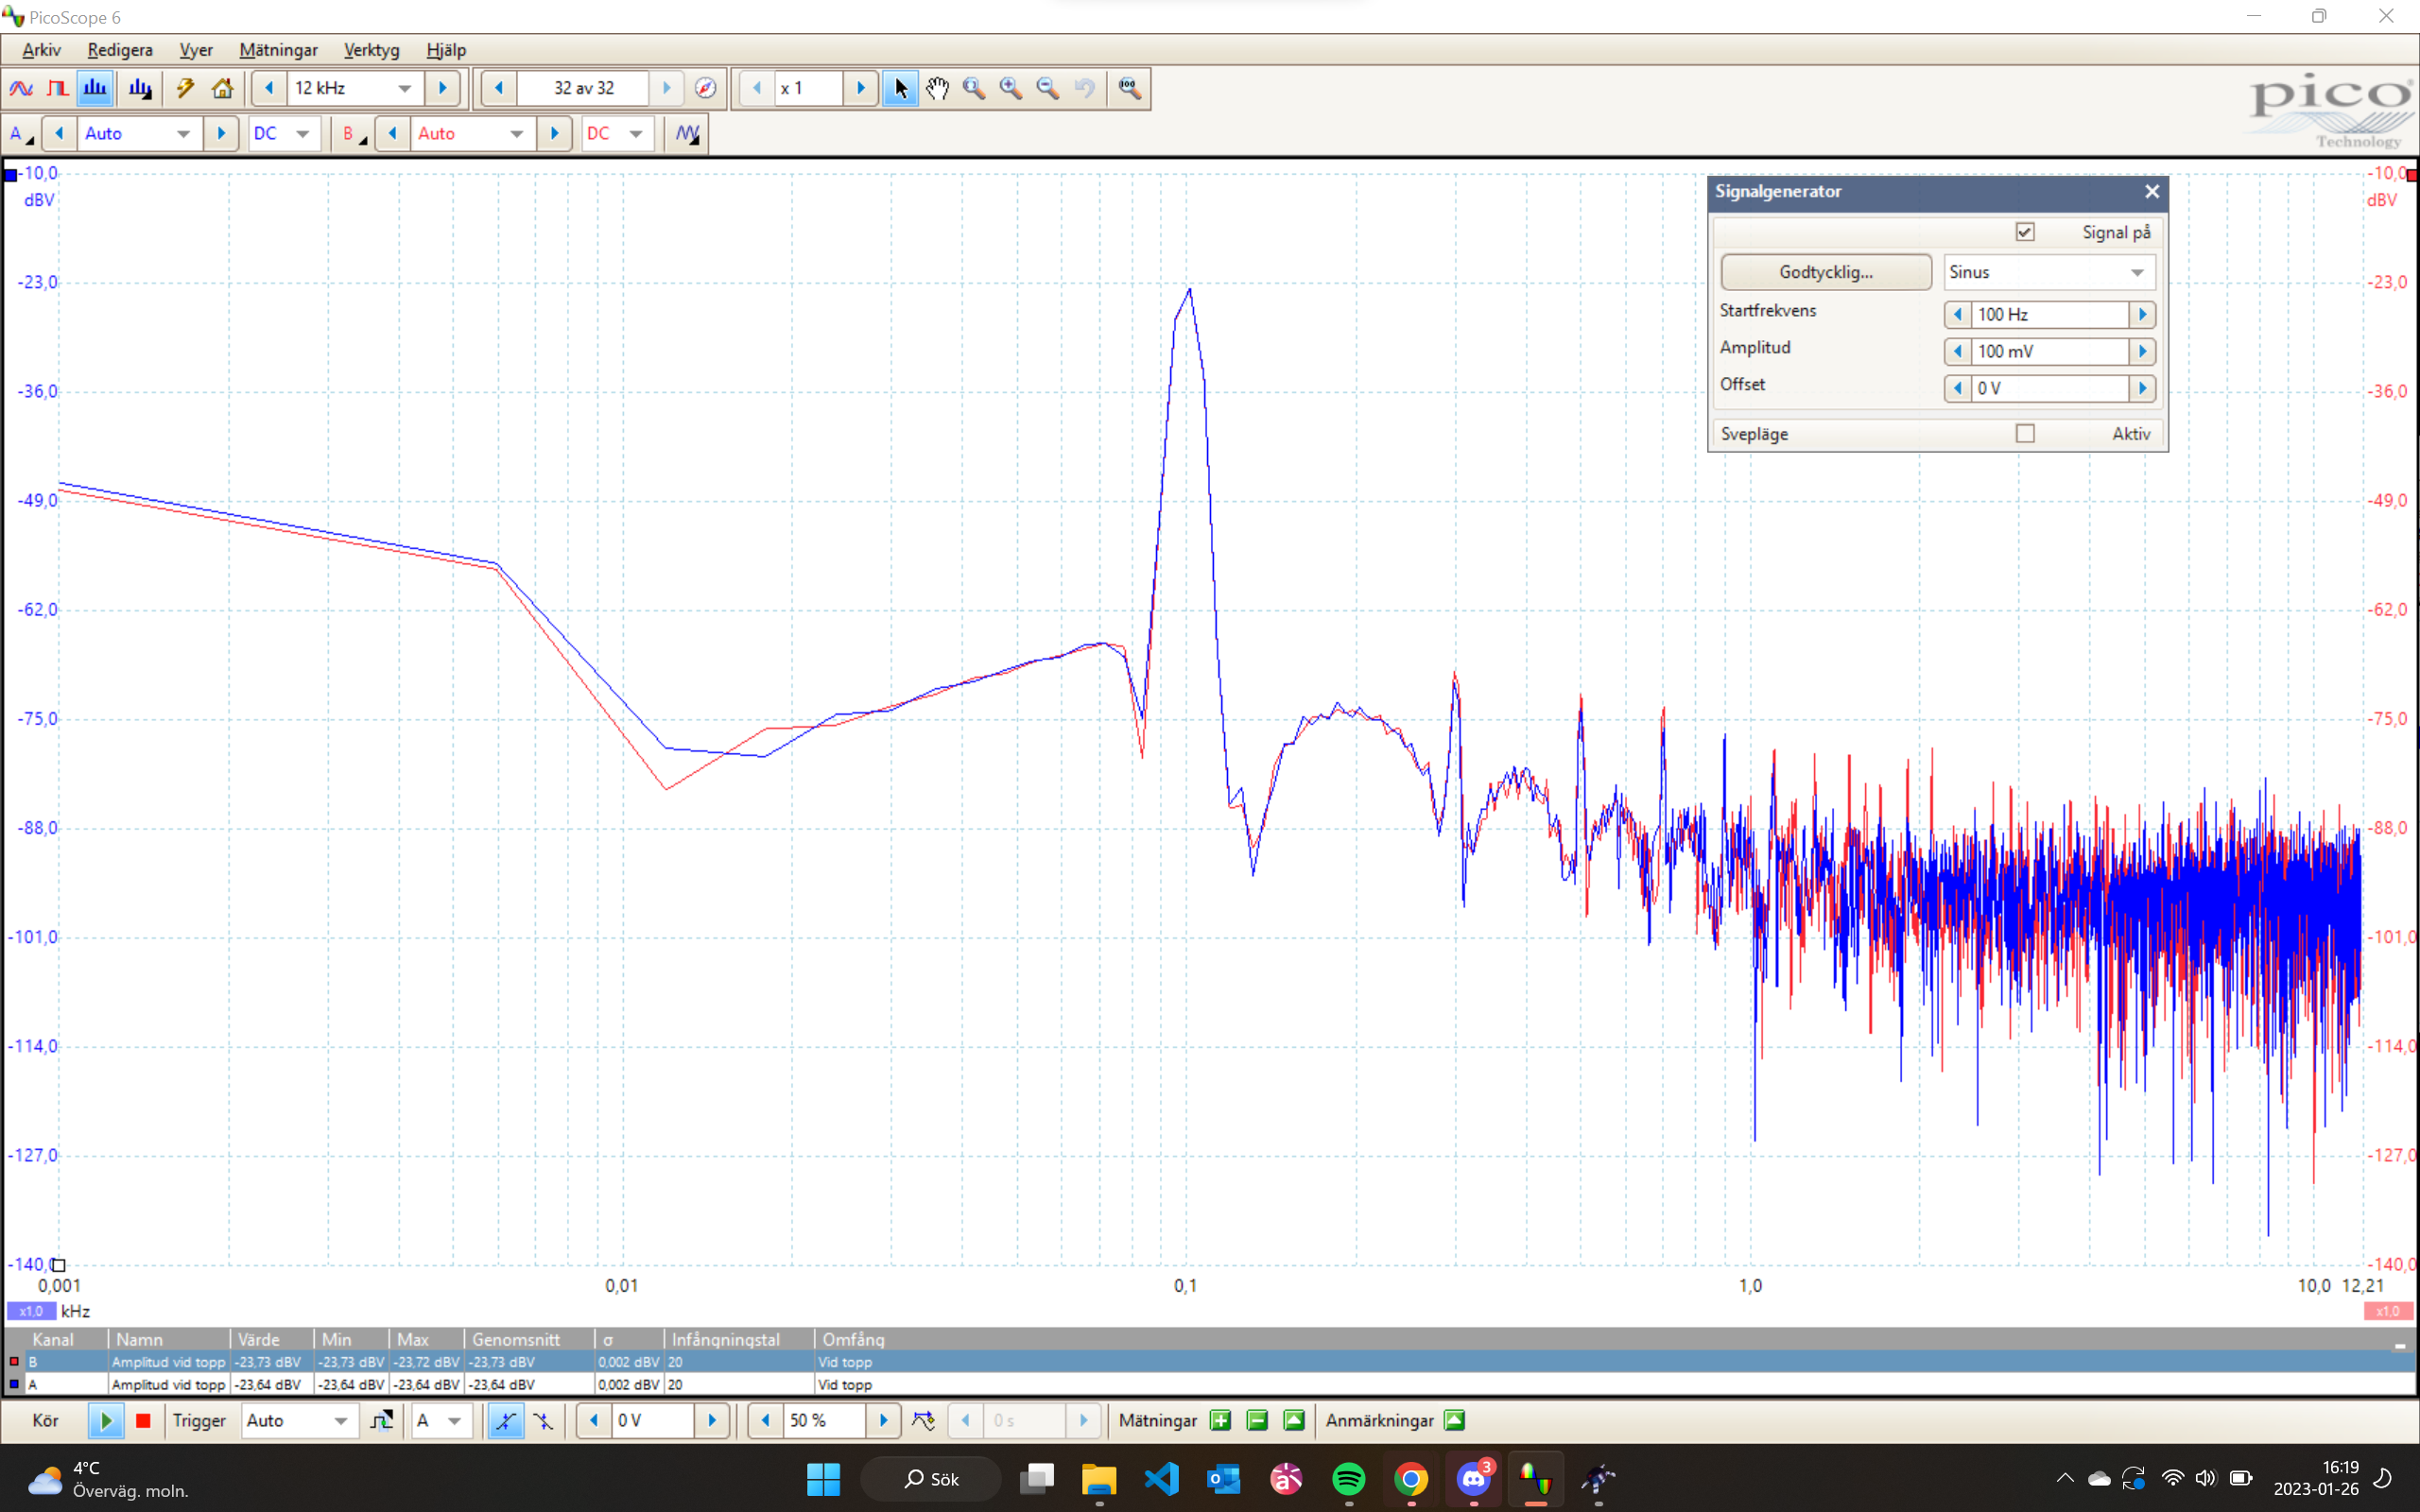 PicoScope 6
Arkiv Redigera Vyer Mätningar Verktyg Hjälp
12 kHz 32 av 32 x 1
A Auto DC B Auto DC
pico
Technology
-10,0 -10,0
dBV dBV
Signalgenerator
Signal på
Godtycklig... Sinus
Startfrekvens 100 Hz
Amplitud 100 mV
Offset 0 V
Svepläge Aktiv
-23,0 -23,0
-36,0 -36,0
-49,0 -49,0
-62,0 -62,0
-75,0 -75,0
-88,0 -88,0
-101,0 -101,0
-114,0 -114,0
-127,0 -127,0
-140,0 -140,0
0,001 0,01 0,1 1,0 10,0 12,21
x1,0 kHz x1,0
Kanal Namn Värde Min Max Genomsnitt σ Infångningstal Omfång
B Amplitud vid topp -23,73 dBV -23,73 dBV -23,72 dBV -23,73 dBV 0,002 dBV 20 Vid topp
A Amplitud vid topp -23,64 dBV -23,64 dBV -23,64 dBV -23,64 dBV 0,002 dBV 20 Vid topp
Kör Trigger Auto A 0 V 50 % 0 s Mätningar Anmärkningar
4°C
Överväg. moln.
Sök
3
16:19
2023-01-26